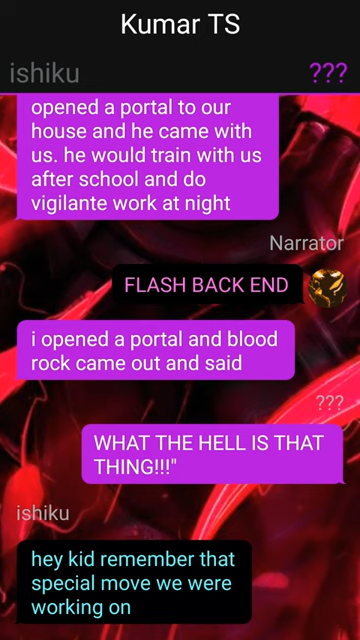 Kumar TS
ishiku
???
opened a portal to our
house and he came with
us. he would train with us
after school and do
vigilante work at night
Narrator
FLASH BACK END
i opened a portal and blood
rock came out and said
???
WHAT THE HELL IS THAT
THING!!!"
ishiku
hey kid remember that
special move we were
working on